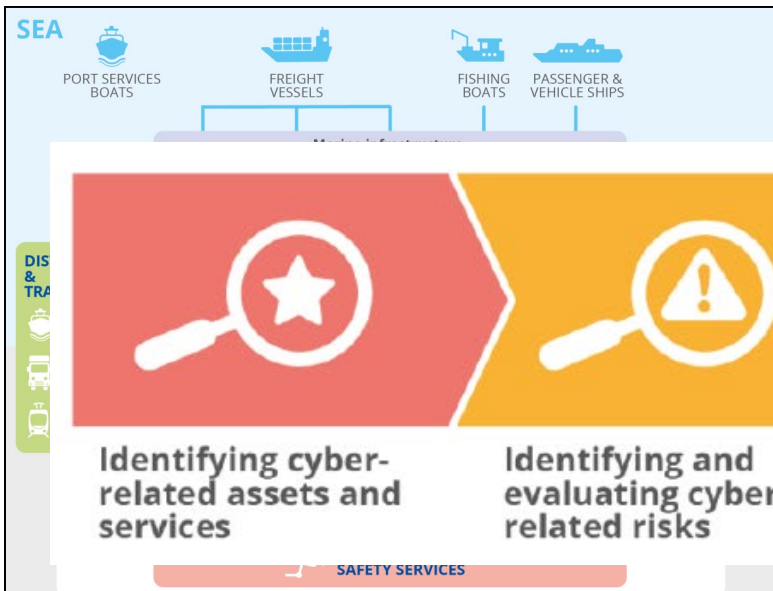 SEA
PORT SERVICES
BOATS
FREIGHT
VESSELS
FISHING
BOATS
PASSENGER &
VEHICLE SHIPS
&
Identifying cyber-
related assets and
services
Identifying and
evaluating cyber
related risks
SAFETY SERVICES